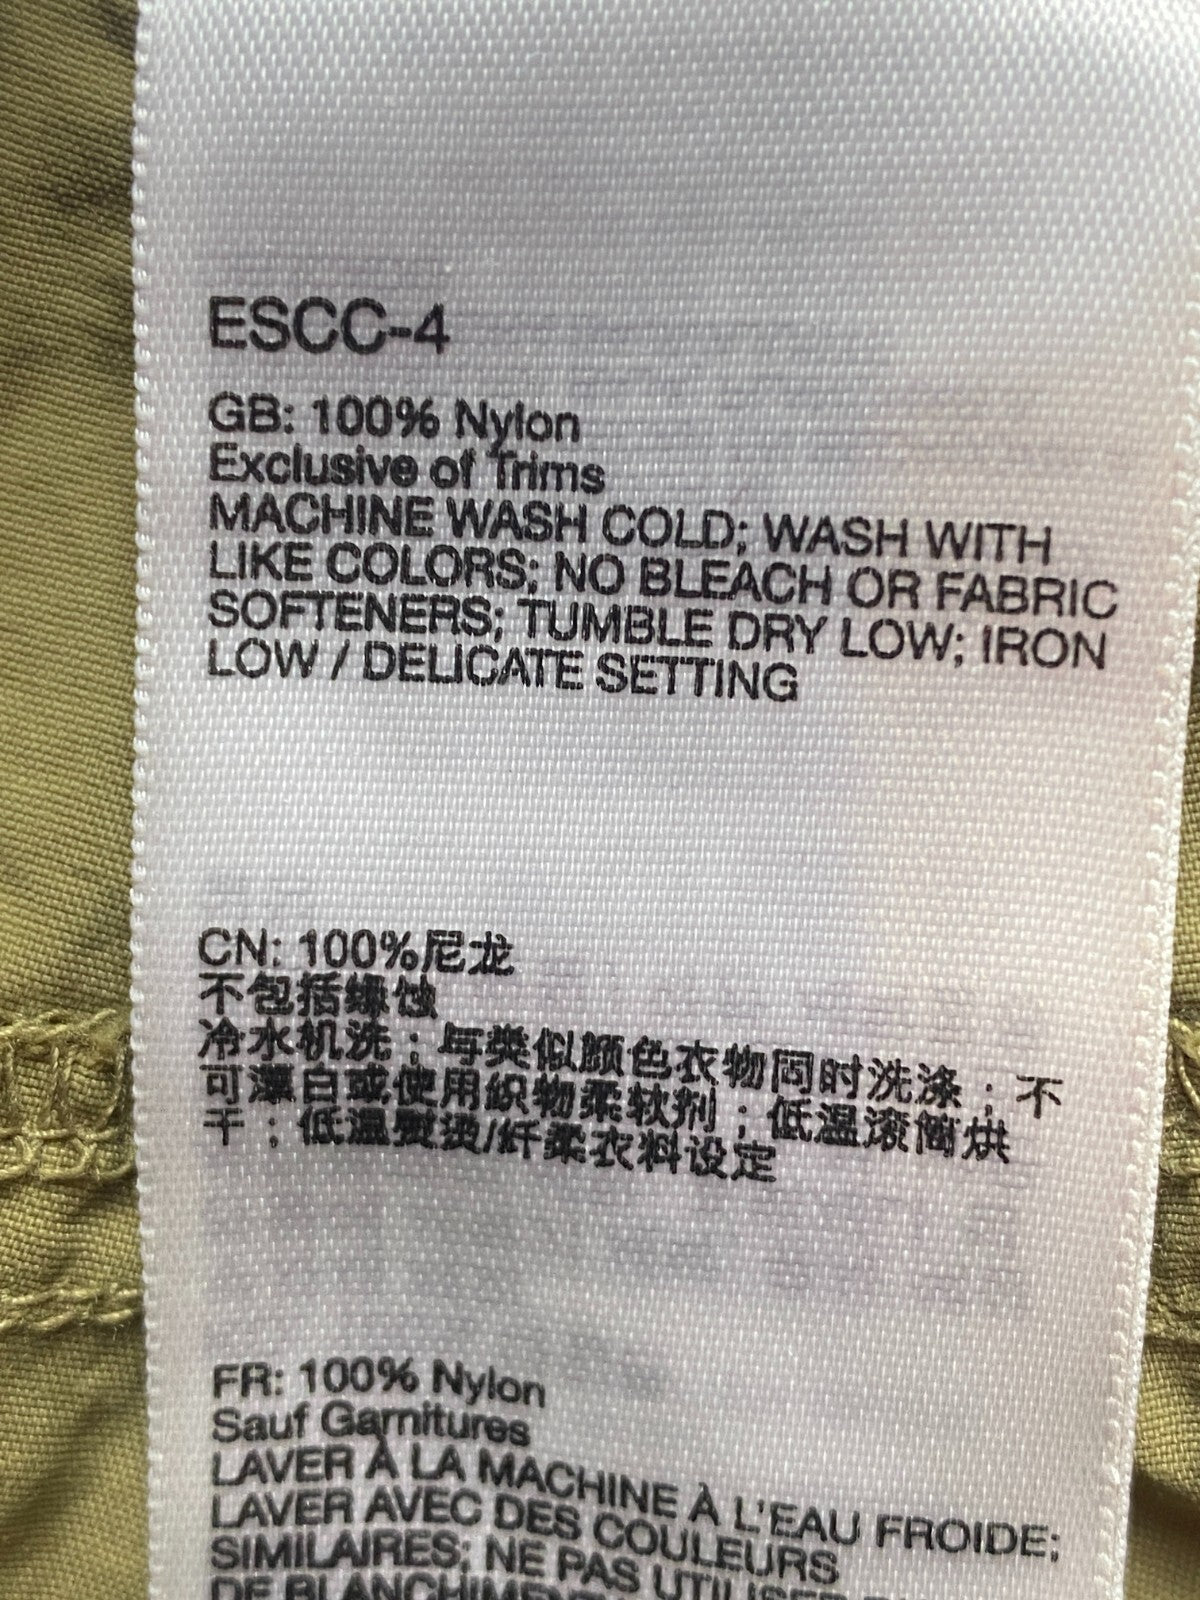 ESCC-4
GB: 100% Nylon
Exclusive of Trims
MACHINE WASH COLD; WASH WITH
LIKE COLORS; NO BLEACH OR FABRIC
SOFTENERS; TUMBLE DRY LOW; IRON
LOW / DELICATE SETTING
CN: 100%尼龙
不包括缘饰
冷水机洗；与类似颜色衣物同时洗涤；不
可漂白或使用织物柔软剂；低温滚筒烘
干；低温熨烫/纤柔衣料设定
FR: 100% Nylon
Sauf Garnitures
LAVER À LA MACHINE À L'EAU FROIDE;
LAVER AVEC DES COULEURS
SIMILAIRES; NE PAS UTILISER
DE